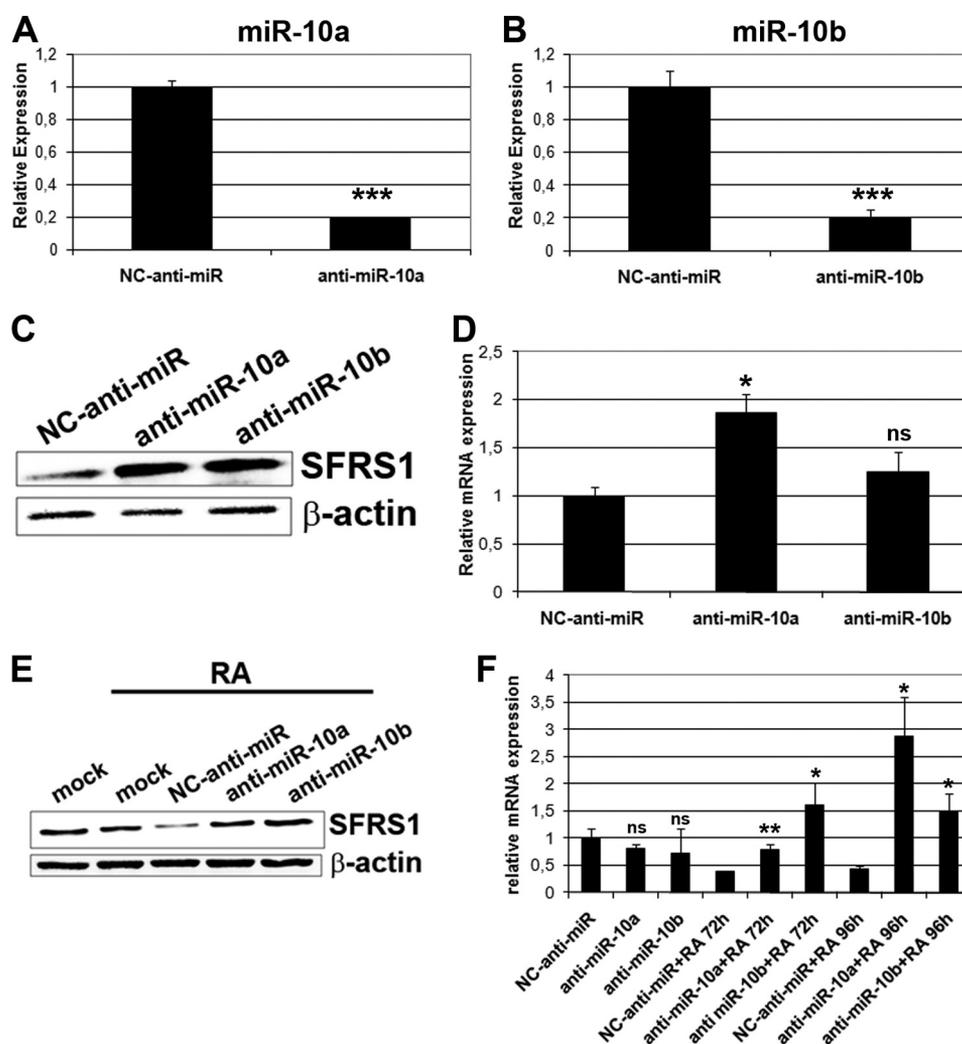 A
miR-10a
Relative Expression
1,2
1
0,8
0,6
0,4
0,2
0
***
NC-anti-miR
anti-miR-10a
B
miR-10b
Relative Expression
1,2
1
0,8
0,6
0,4
0,2
0
***
NC-anti-miR
anti-miR-10b
C
NC-anti-miR
anti-miR-10a
anti-miR-10b
SFRS1
β-actin
D
Relative mRNA expression
2,5
2
1,5
1
0,5
0
*
ns
NC-anti-miR
anti-miR-10a
anti-miR-10b
E
RA
mock
mock
NC-anti-miR
anti-miR-10a
anti-miR-10b
SFRS1
β-actin
F
relative mRNA expression
4
3,5
3
2,5
2
1,5
1
0,5
0
ns
ns
**
*
*
*
NC-anti-miR
anti-miR-10a
anti-miR-10b
NC-anti-miR+RA 72h
anti-miR-10a+RA 72h
anti miR-10b+RA 72h
NC-anti-miR+RA 96h
anti-miR-10a+RA 96h
anti-miR-10b+RA 96h